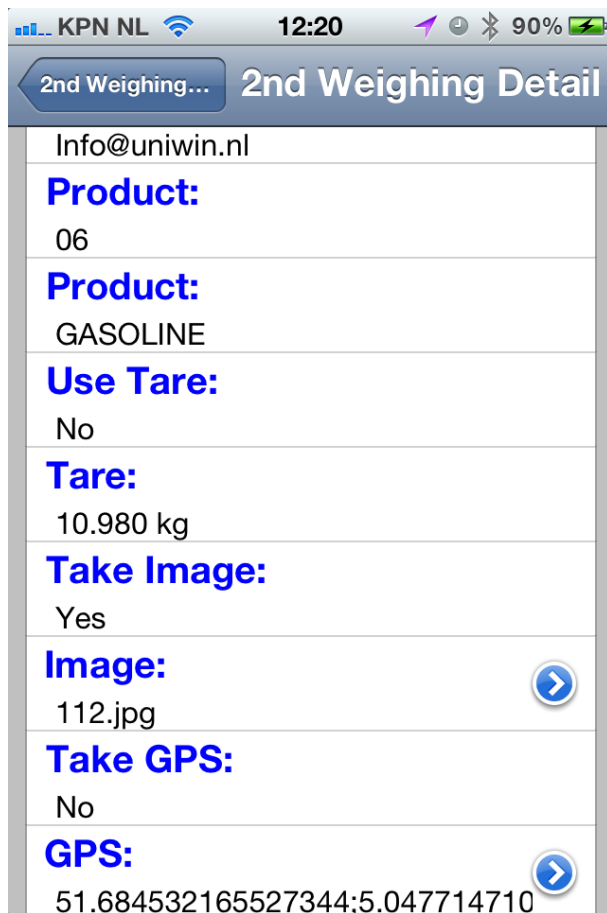 KPN NL 12:20 90%
2nd Weighing... 2nd Weighing Detail
Info@uniwin.nl
Product:
06
Product:
GASOLINE
Use Tare:
No
Tare:
10.980 kg
Take Image:
Yes
Image:
112.jpg
Take GPS:
No
GPS:
51.684532165527344;5.047714710